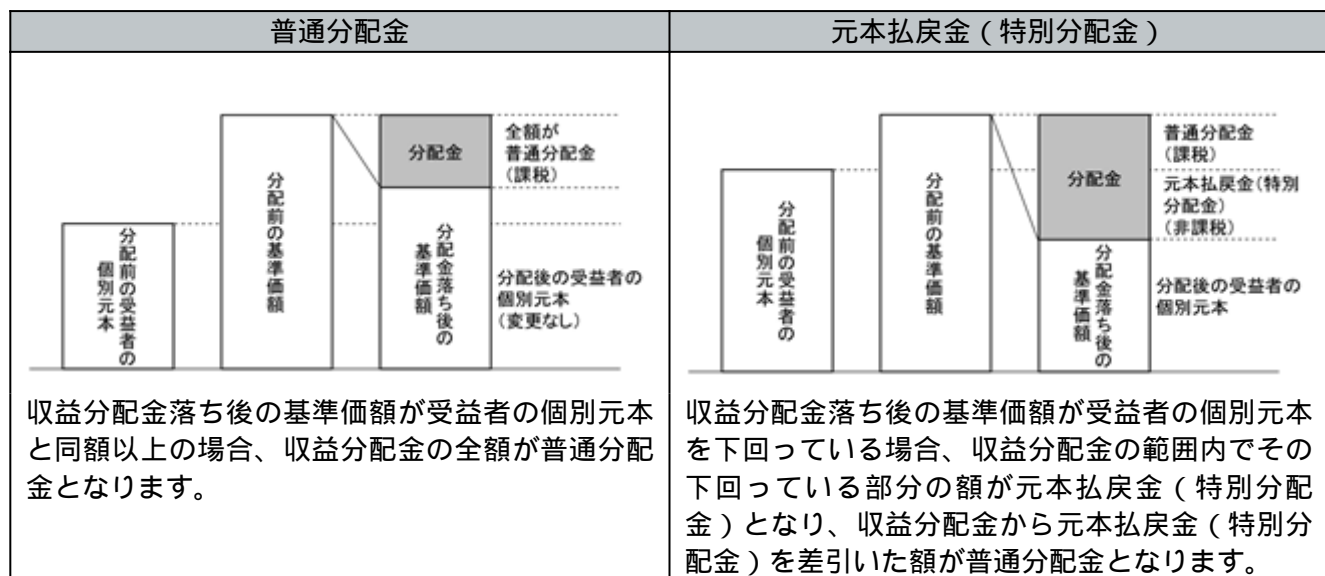 普通分配金
元本払戻金（特別分配金）
分配前の受益者の
個別元本
分配前の基準価額
分配金
分配金落ち後の
基準価額
全額が
普通分配金
(課税)
分配後の受益者の
個別元本
(変更なし)
収益分配金落ち後の基準価額が受益者の個別元本
と同額以上の場合、収益分配金の全額が普通分配
金となります。
分配前の受益者の
個別元本
分配前の基準価額
分配金
分配金落ち後の
基準価額
普通分配金
(課税)
元本払戻金(特別
分配金)
(非課税)
分配後の受益者の
個別元本
収益分配金落ち後の基準価額が受益者の個別元本
を下回っている場合、収益分配金の範囲内でその
下回っている部分の額が元本払戻金（特別分配
金）となり、収益分配金から元本払戻金（特別分
配金）を差引いた額が普通分配金となります。